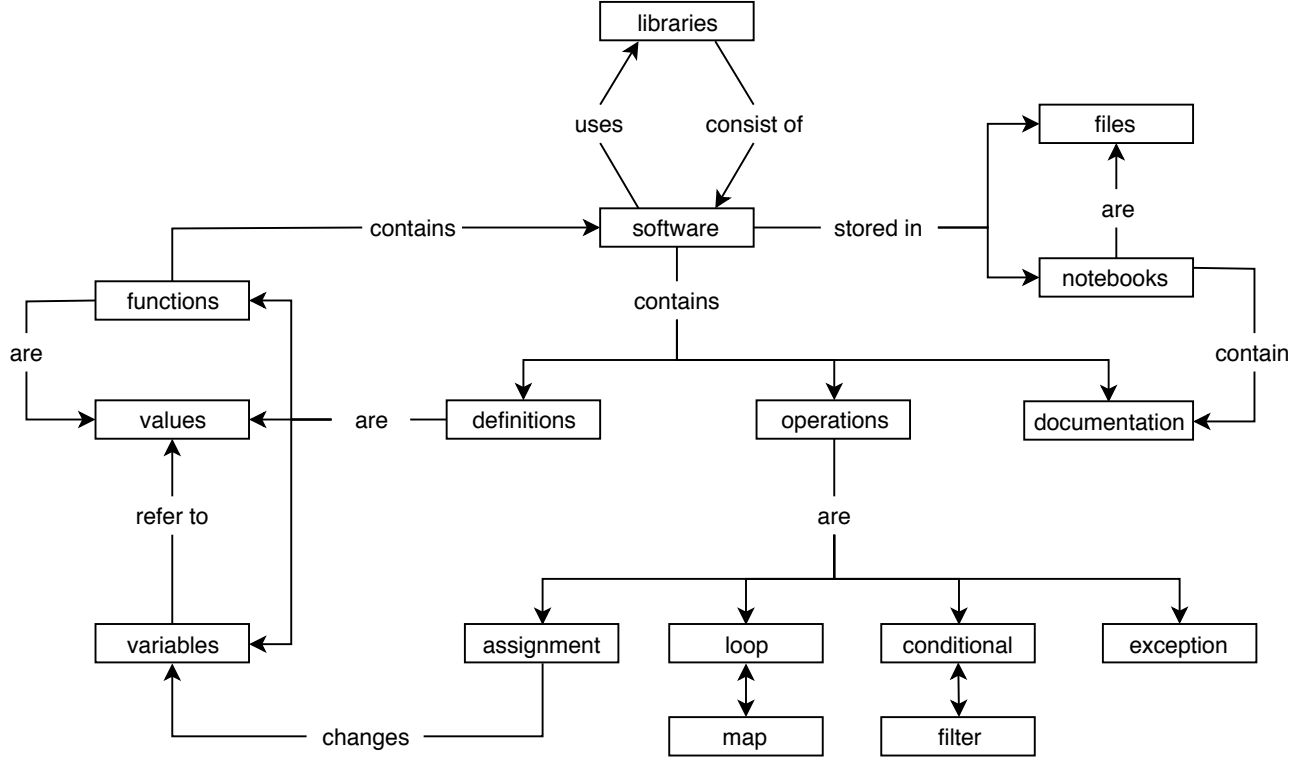 libraries
uses
consist of
files
are
contains
software
stored in
notebooks
functions
contains
are
contain
values
are
definitions
operations
documentation
refer to
are
variables
assignment
loop
conditional
exception
changes
map
filter